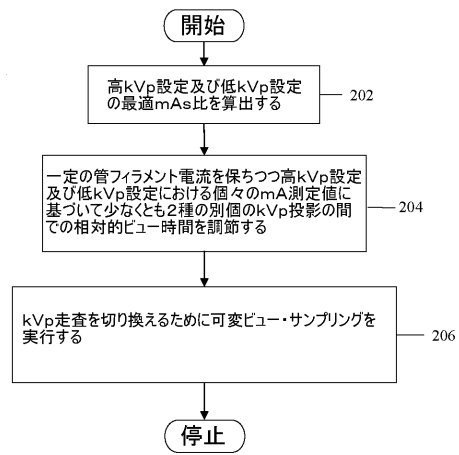 開始
高kVp設定及び低kVp設定
の最適mAs比を算出する
202
一定の管フィラメント電流を保ちつつ高kVp設定
及び低kVp設定における個々のmA測定値に
基づいて少なくとも2種の別個のkVp投影の間
での相対的ビュー時間を調節する
204
kVp走査を切り換えるために可変ビュー・サンプリングを
実行する
206
停止